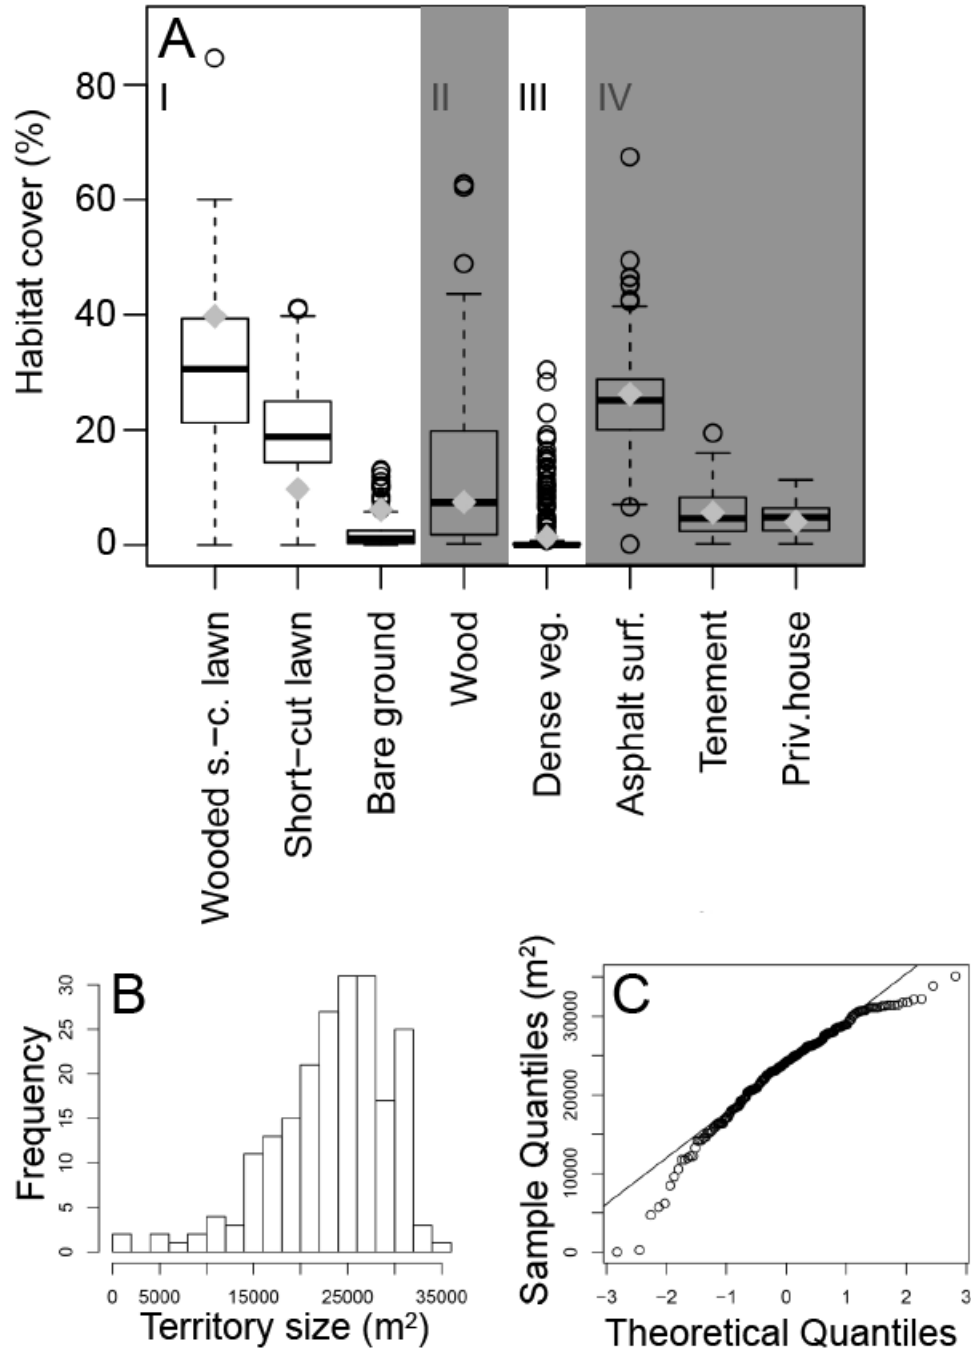 A
I
II
III
IV
Habitat cover (%)
80
60
40
20
0
Wooded s.−c. lawn
Short−cut lawn
Bare ground
Wood
Dense veg.
Asphalt surf.
Tenement
Priv.house
B
Frequency
30
25
20
15
10
5
0
0 5000 15000 25000 35000
Territory size (m²)
C
Sample Quantiles (m²)
30000
20000
10000
0
−3 −2 −1 0 1 2 3
Theoretical Quantiles